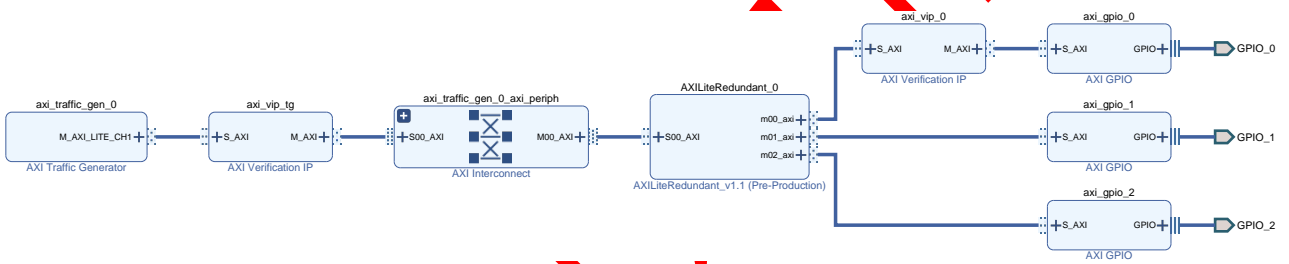 axi_traffic_gen_0
M_AXI_LITE_CH1
AXI Traffic Generator
axi_vip_tg
S_AXI
M_AXI
AXI Verification IP
axi_traffic_gen_0_axi_periph
S00_AXI
M00_AXI
AXI Interconnect
AXILiteRedundant_0
S00_AXI
m00_axi
m01_axi
m02_axi
AXILiteRedundant_v1.1 (Pre-Production)
axi_vip_0
S_AXI
M_AXI
AXI Verification IP
axi_gpio_0
S_AXI
GPIO
AXI GPIO
GPIO_0
axi_gpio_1
S_AXI
GPIO
AXI GPIO
GPIO_1
axi_gpio_2
S_AXI
GPIO
AXI GPIO
GPIO_2